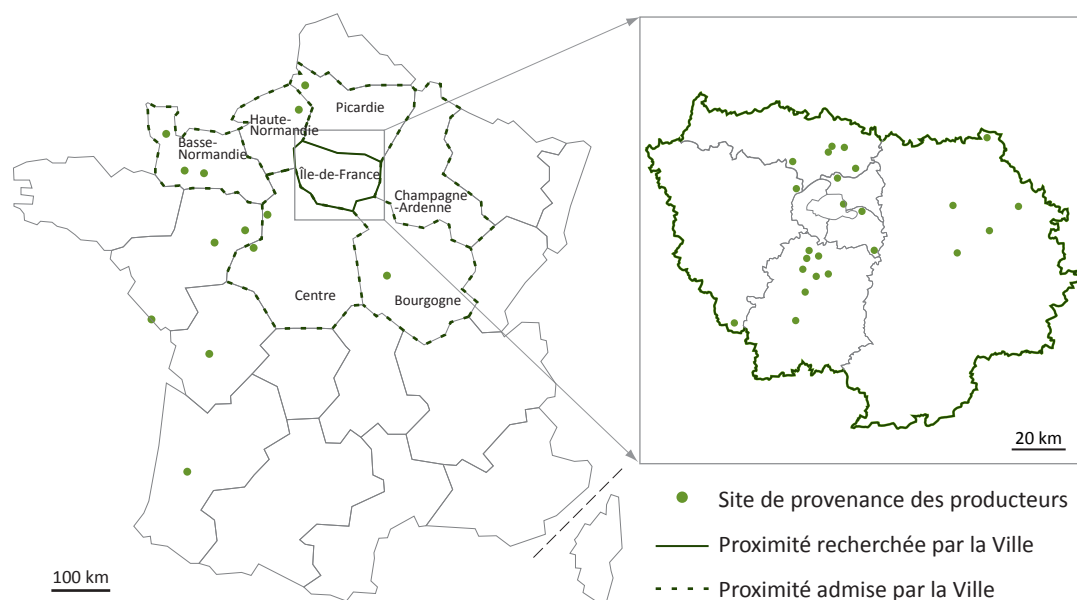 Picardie
Haute-
Normandie
Basse-
Normandie
Île-de-France
Champagne
-Ardenne
Centre
Bourgogne
100 km
20 km
Site de provenance des producteurs
Proximité recherchée par la Ville
Proximité admise par la Ville